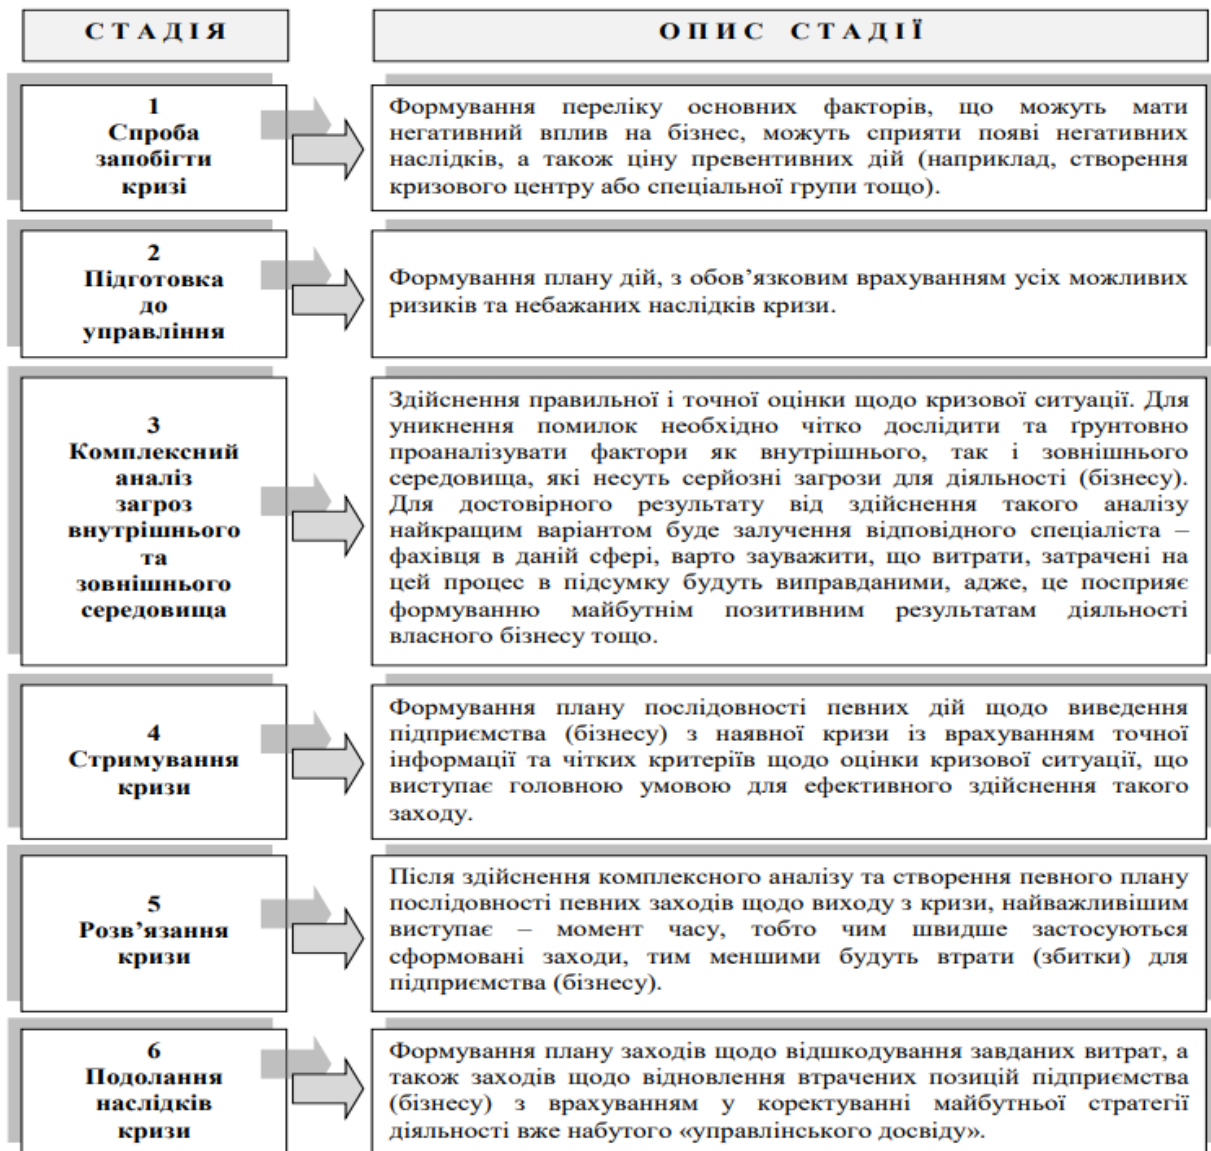 СТАДІЯ
ОПИС СТАДІЇ
1
Спроба
запобігти
кризі
Формування переліку основних факторів, що можуть мати
негативний вплив на бізнес, можуть сприяти появі негативних
наслідків, а також ціну превентивних дій (наприклад, створення
кризового центру або спеціальної групи тощо).
2
Підготовка
до
управління
Формування плану дій, з обов’язковим врахуванням усіх можливих
ризиків та небажаних наслідків кризи.
3
Комплексний
аналіз
загроз
внутрішнього
та
зовнішнього
середовища
Здійснення правильної і точної оцінки щодо кризової ситуації. Для
уникнення помилок необхідно чітко дослідити та ґрунтовно
проаналізувати фактори як внутрішнього, так і зовнішнього
середовища, які несуть серйозні загрози для діяльності (бізнесу).
Для достовірного результату від здійснення такого аналізу
найкращим варіантом буде залучення відповідного спеціаліста –
фахівця в даній сфері, варто зауважити, що витрати, затрачені на
цей процес в підсумку будуть виправданими, адже, це посприяє
формуванню майбутнім позитивним результатам діяльності
власного бізнесу тощо.
4
Стримування
кризи
Формування плану послідовності певних дій щодо виведення
підприємства (бізнесу) з наявної кризи із врахуванням точної
інформації та чітких критеріїв щодо оцінки кризової ситуації, що
виступає головною умовою для ефективного здійснення такого
заходу.
5
Розв’язання
кризи
Після здійснення комплексного аналізу та створення певного плану
послідовності певних заходів щодо виходу з кризи, найважливішим
виступає – момент часу, тобто чим швидше застосуються
сформовані заходи, тим меншими будуть втрати (збитки) для
підприємства (бізнесу).
6
Подолання
наслідків
кризи
Формування плану заходів щодо відшкодування завданих витрат, а
також заходів щодо відновлення втрачених позицій підприємства
(бізнесу) з врахуванням у коректуванні майбутньої стратегії
діяльності вже набутого «управлінського досвіду».